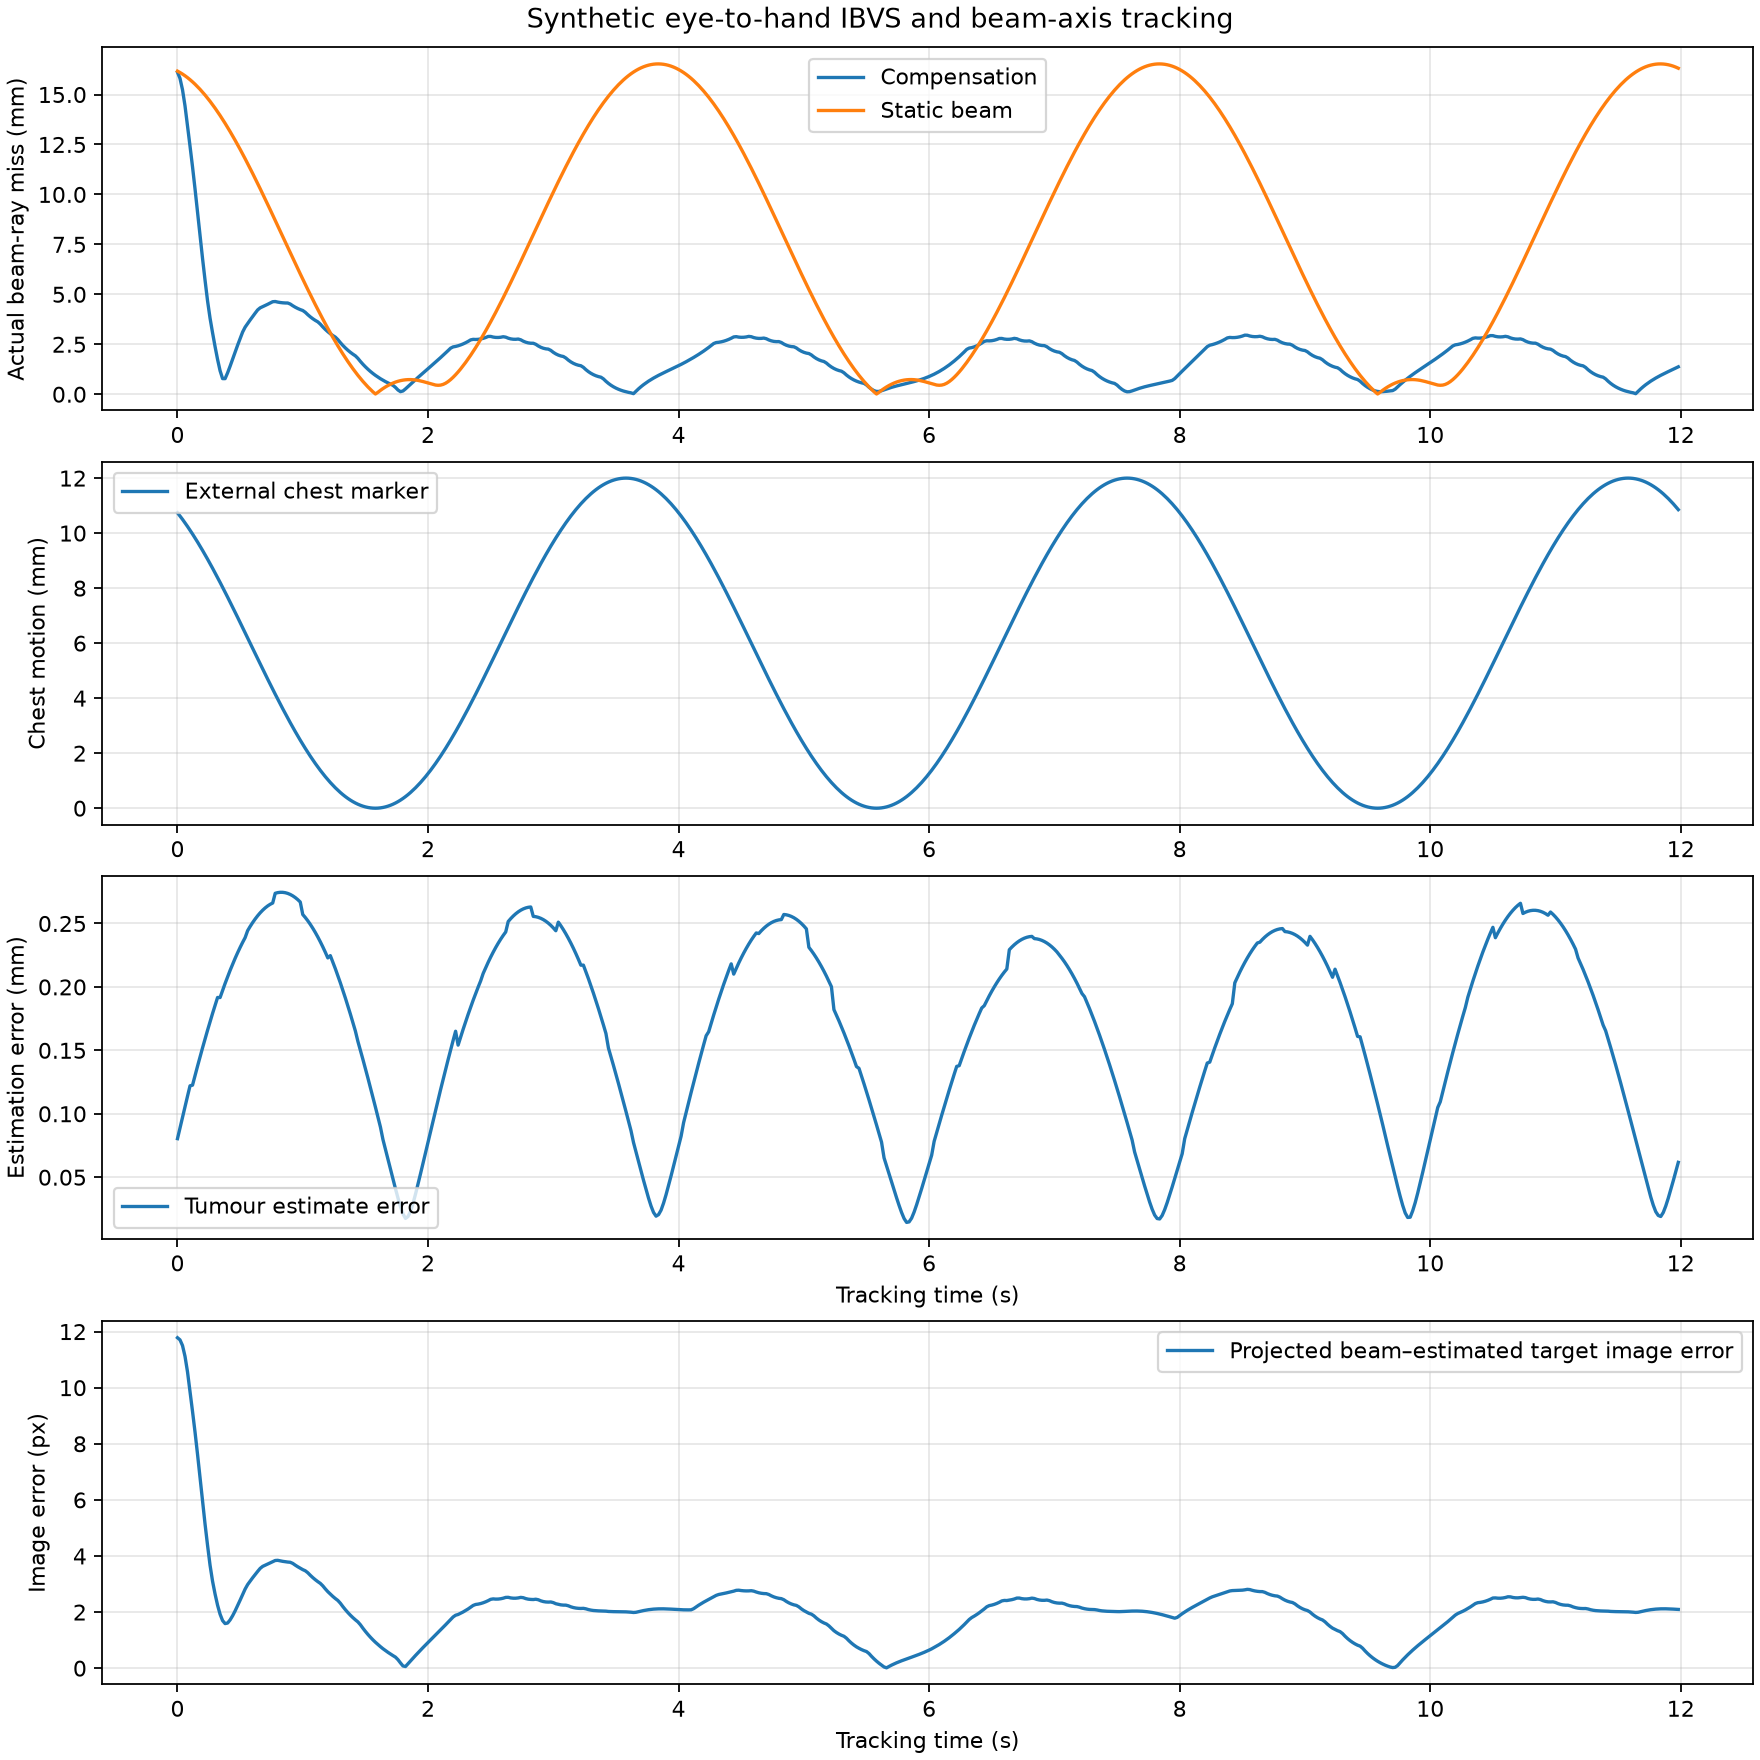 Synthetic eye-to-hand IBVS and beam-axis tracking
Actual beam-ray miss (mm)
15.0
12.5
10.0
7.5
5.0
2.5
0.0
Compensation
Static beam
0 2 4 6 8 10 12
Chest motion (mm)
12
10
8
6
4
2
0
External chest marker
0 2 4 6 8 10 12
Estimation error (mm)
0.25
0.20
0.15
0.10
0.05
Tumour estimate error
0 2 4 6 8 10 12
Tracking time (s)
Image error (px)
12
10
8
6
4
2
0
Projected beam–estimated target image error
0 2 4 6 8 10 12
Tracking time (s)